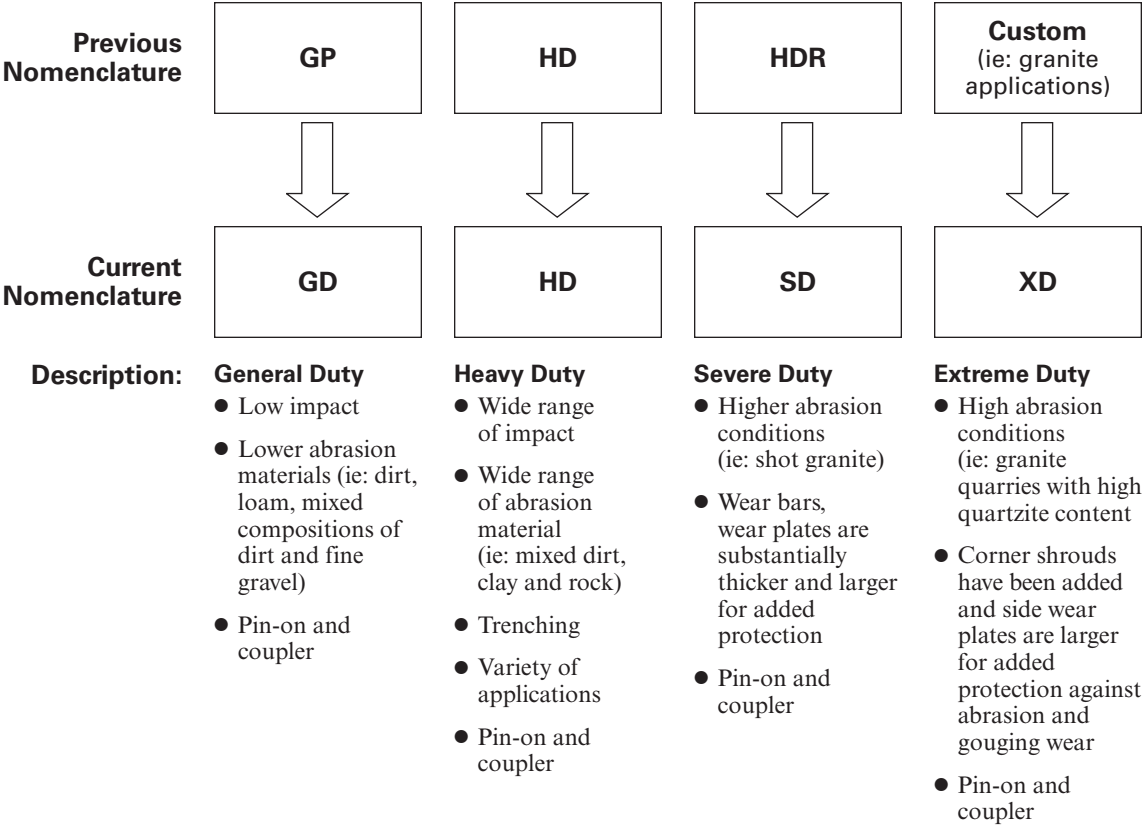 Previous
Nomenclature
GP
HD
HDR
Custom
(ie: granite
applications)
Current
Nomenclature
GD
HD
SD
XD
Description:
General Duty
● Low impact
● Lower abrasion
materials (ie: dirt,
loam, mixed
compositions of
dirt and fine
gravel)
● Pin-on and
coupler
Heavy Duty
● Wide range
of impact
● Wide range
of abrasion
material
(ie: mixed dirt,
clay and rock)
● Trenching
● Variety of
applications
● Pin-on and
coupler
Severe Duty
● Higher abrasion
conditions
(ie: shot granite)
● Wear bars,
wear plates are
substantially
thicker and larger
for added
protection
● Pin-on and
coupler
Extreme Duty
● High abrasion
conditions
(ie: granite
quarries with high
quartzite content
● Corner shrouds
have been added
and side wear
plates are larger
for added
protection against
abrasion and
gouging wear
● Pin-on and
coupler